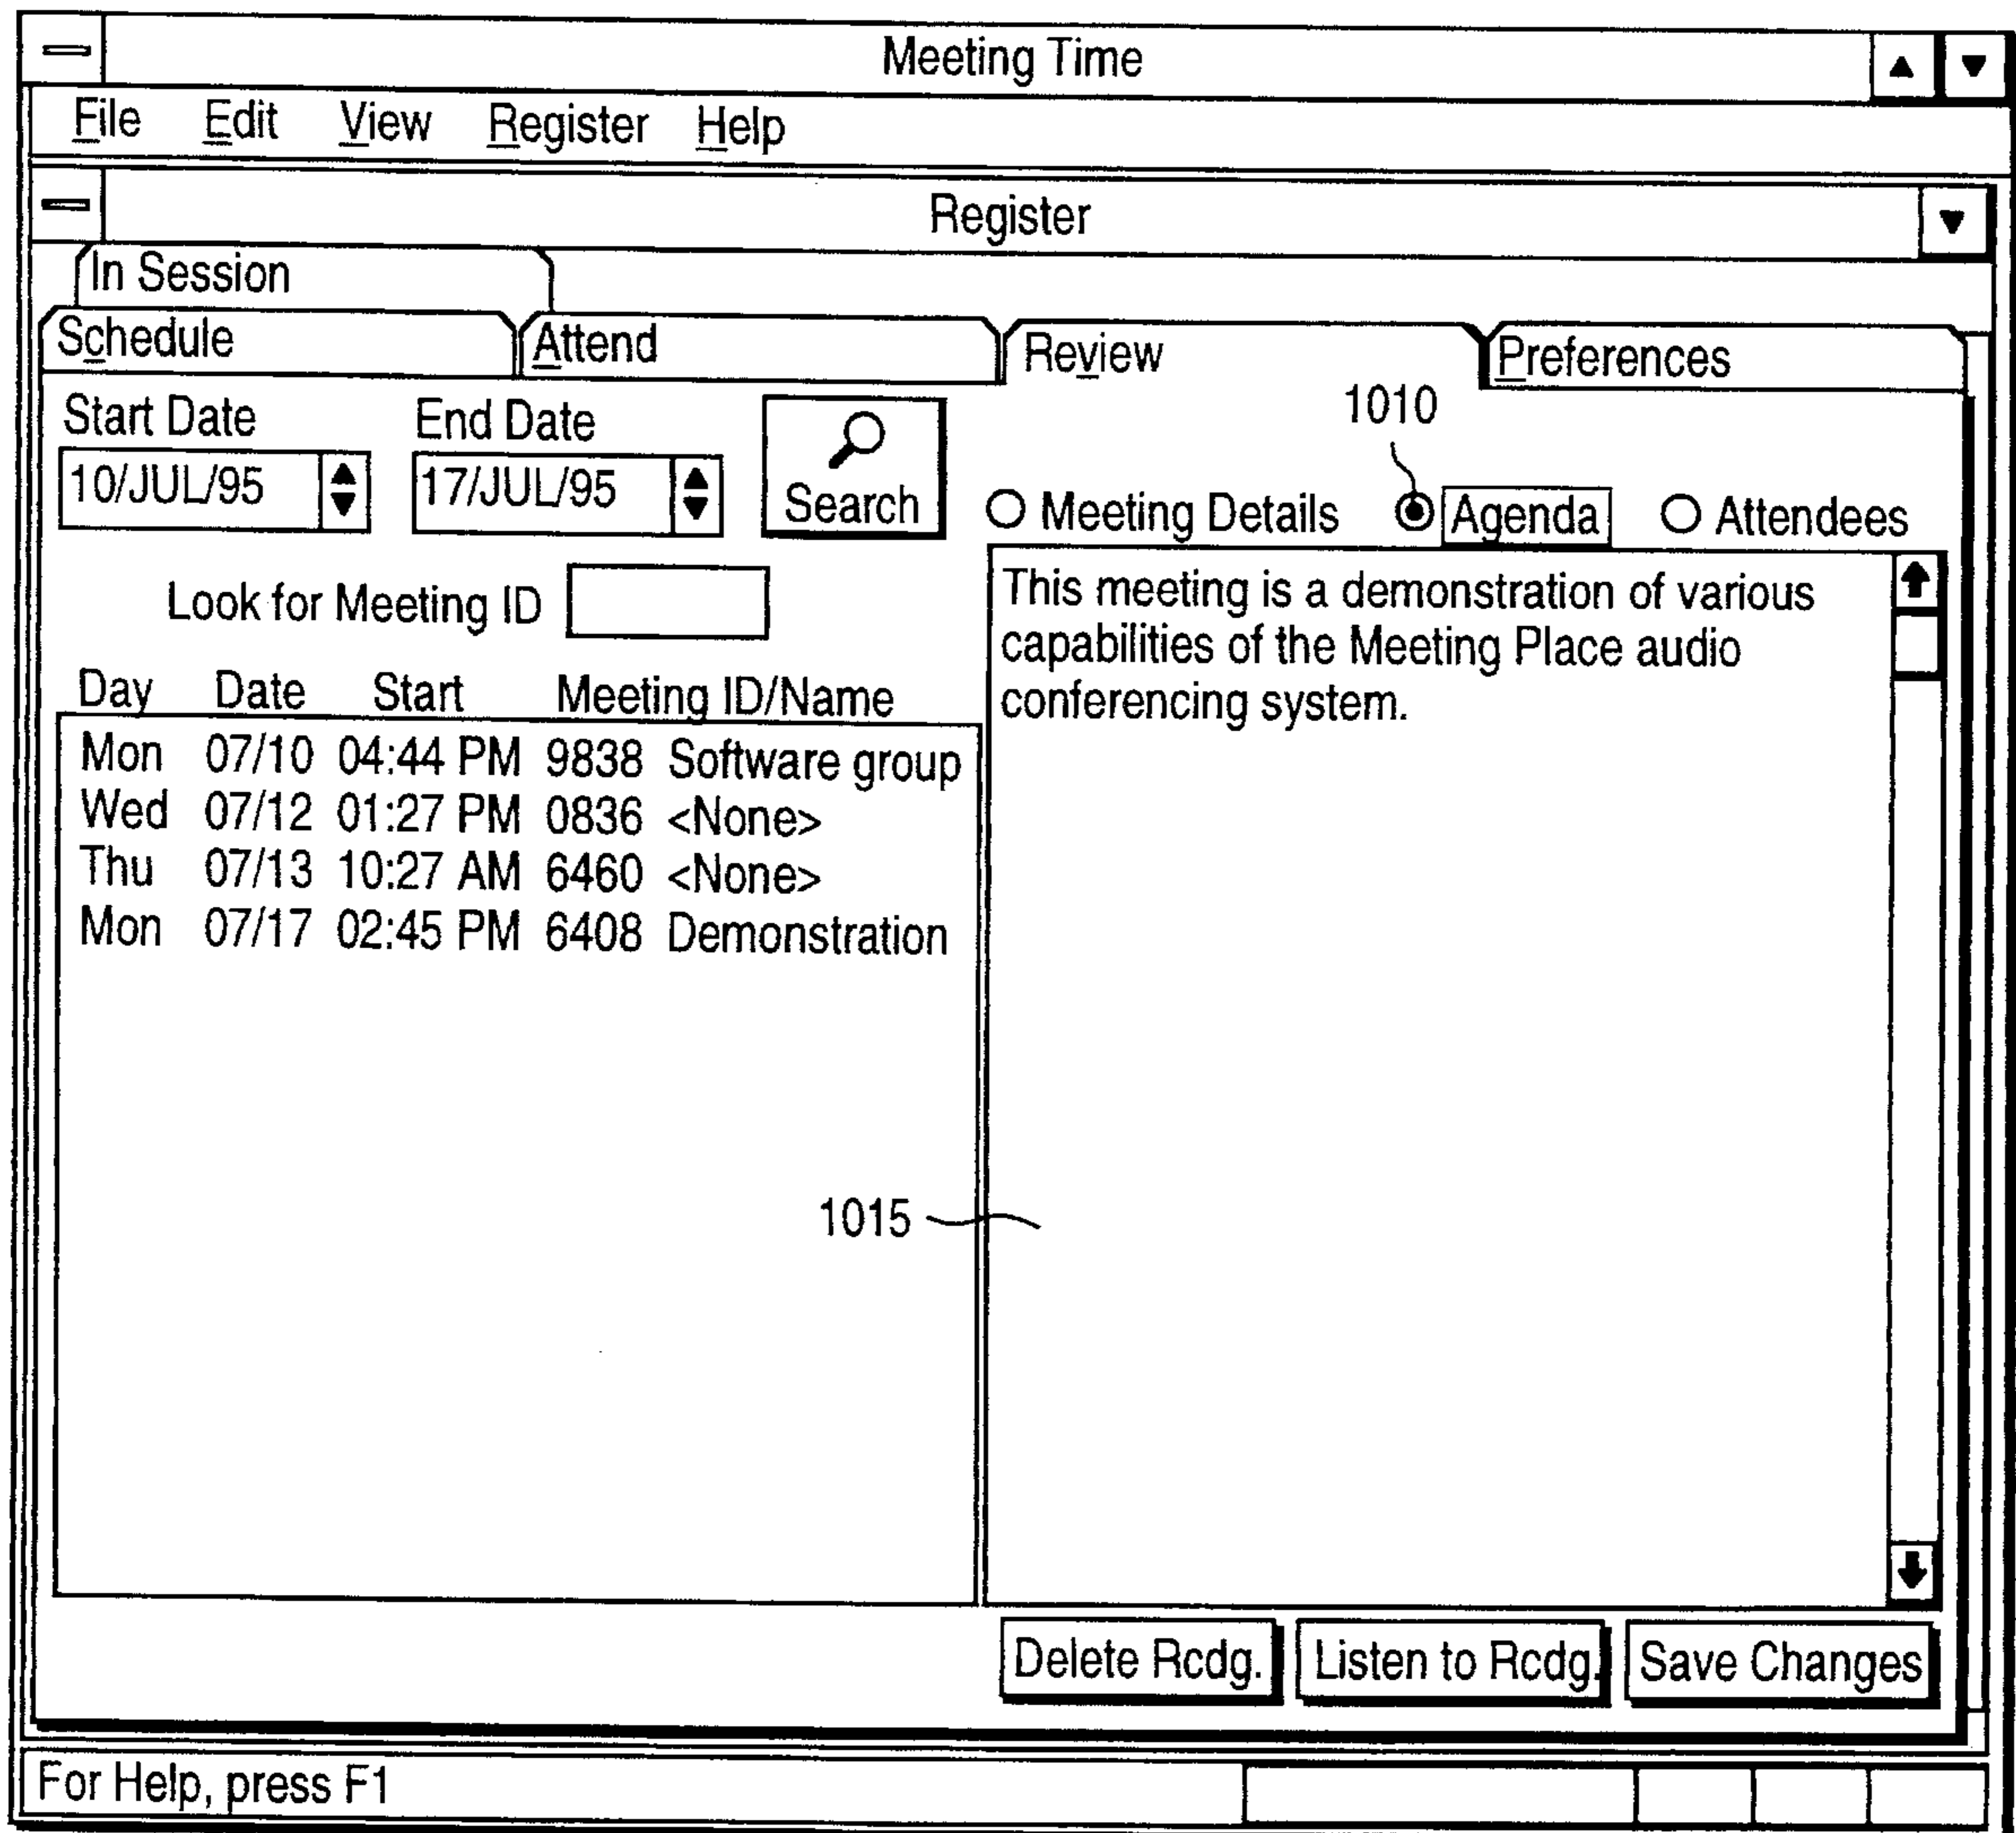 Meeting Time
File Edit View Register Help
Register
In Session
Schedule Attend Review Preferences
Start Date End Date
10/JUL/95 17/JUL/95 Search
1010
Meeting Details Agenda Attendees
Look for Meeting ID
This meeting is a demonstration of various
capabilities of the Meeting Place audio
conferencing system.
Day Date Start Meeting ID/Name
Mon 07/10 04:44 PM 9838 Software group
Wed 07/12 01:27 PM 0836 <None>
Thu 07/13 10:27 AM 6460 <None>
Mon 07/17 02:45 PM 6408 Demonstration
1015
Delete Rcdg. Listen to Rcdg. Save Changes
For Help, press F1